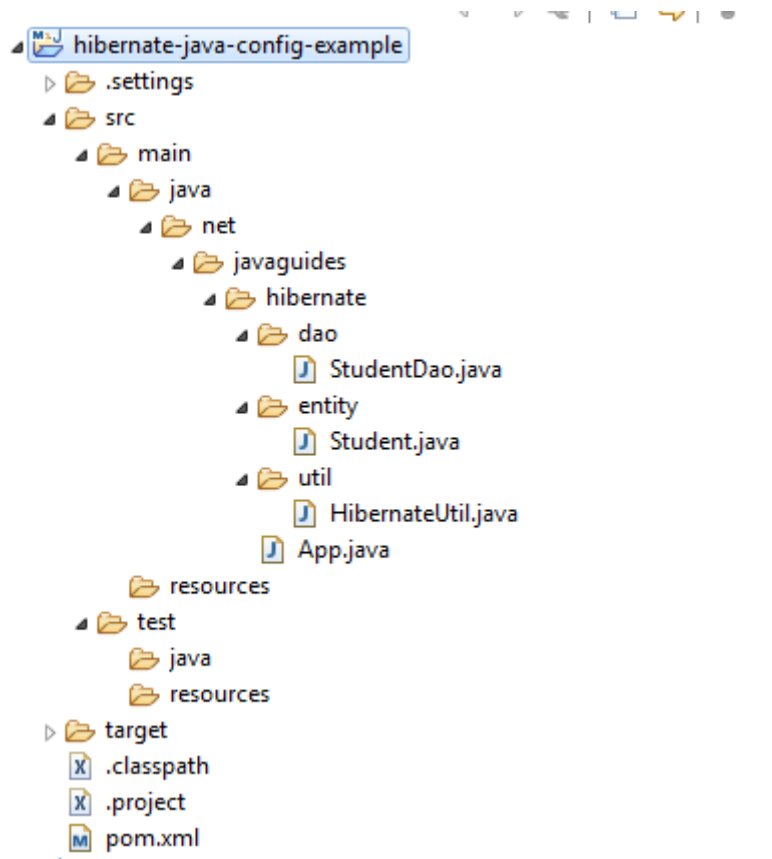 hibernate-java-config-example
.settings
src
main
java
net
javaguides
hibernate
dao
StudentDao.java
entity
Student.java
util
HibernateUtil.java
App.java
resources
test
java
resources
target
.classpath
.project
pom.xml